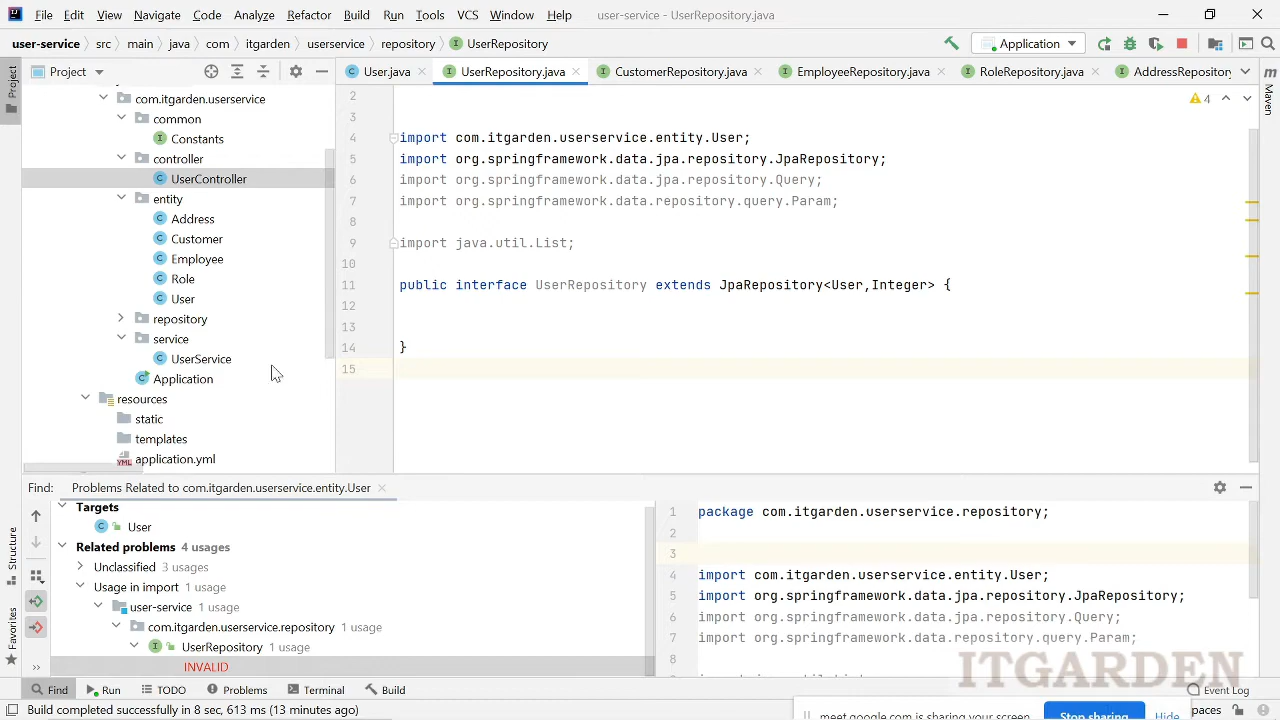 File Edit View Navigate Code Analyze Refactor Build Run Tools VCS Window Help user-service - UserRepository.java
user-service src main java com itgarden userservice repository UserRepository Application
Project User.java UserRepository.java CustomerRepository.java EmployeeRepository.java RoleRepository.java AddressRepository
Project
Maven
com.itgarden.userservice
common
Constants
controller
UserController
entity
Address
Customer
Employee
Role
User
repository
service
UserService
Application
resources
static
templates
application.yml
4
2
3
4 import com.itgarden.userservice.entity.User;
5 import org.springframework.data.jpa.repository.JpaRepository;
6 import org.springframework.data.jpa.repository.Query;
7 import org.springframework.data.repository.query.Param;
8
9 import java.util.List;
10
11 public interface UserRepository extends JpaRepository<User,Integer> {
12
13
14 }
15
Find: Problems Related to com.itgarden.userservice.entity.User
Targets
User
Related problems 4 usages
Unclassified 3 usages
Usage in import 1 usage
user-service 1 usage
com.itgarden.userservice.repository 1 usage
UserRepository 1 usage
INVALID
1 package com.itgarden.userservice.repository;
2
3
4 import com.itgarden.userservice.entity.User;
5 import org.springframework.data.jpa.repository.JpaRepository;
6 import org.springframework.data.jpa.repository.Query;
7 import org.springframework.data.repository.query.Param;
8
Structure
Favorites
ITGARDEN
Find Run TODO Problems Terminal Build Event Log
Build completed successfully in 8 sec, 613 ms (13 minutes ago)
meet.google.com is sharing your screen. Stop sharing Hide